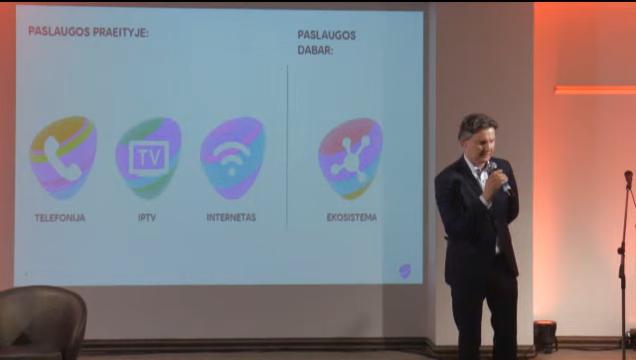 PASLAUGOS PRAEITYJE:
PASLAUGOS
DABAR:
TV
TELEFONIJA
IPTV
INTERNETAS
EKOSISTEMA